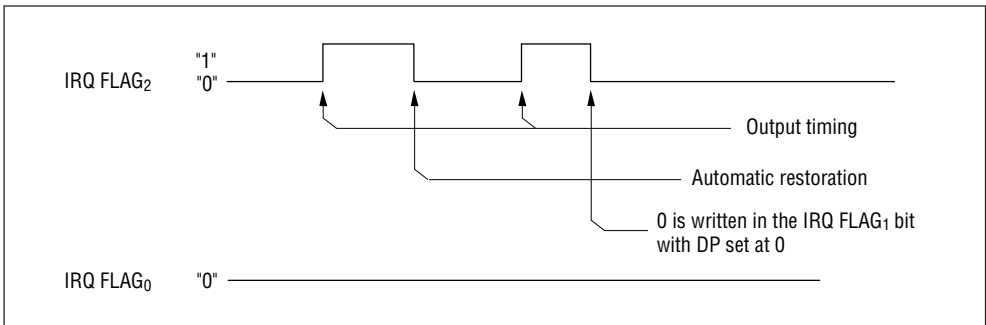 "1"
IRQ FLAG₂ "0"
Output timing
Automatic restoration
0 is written in the IRQ FLAG₁ bit
with DP set at 0
IRQ FLAG₀ "0"